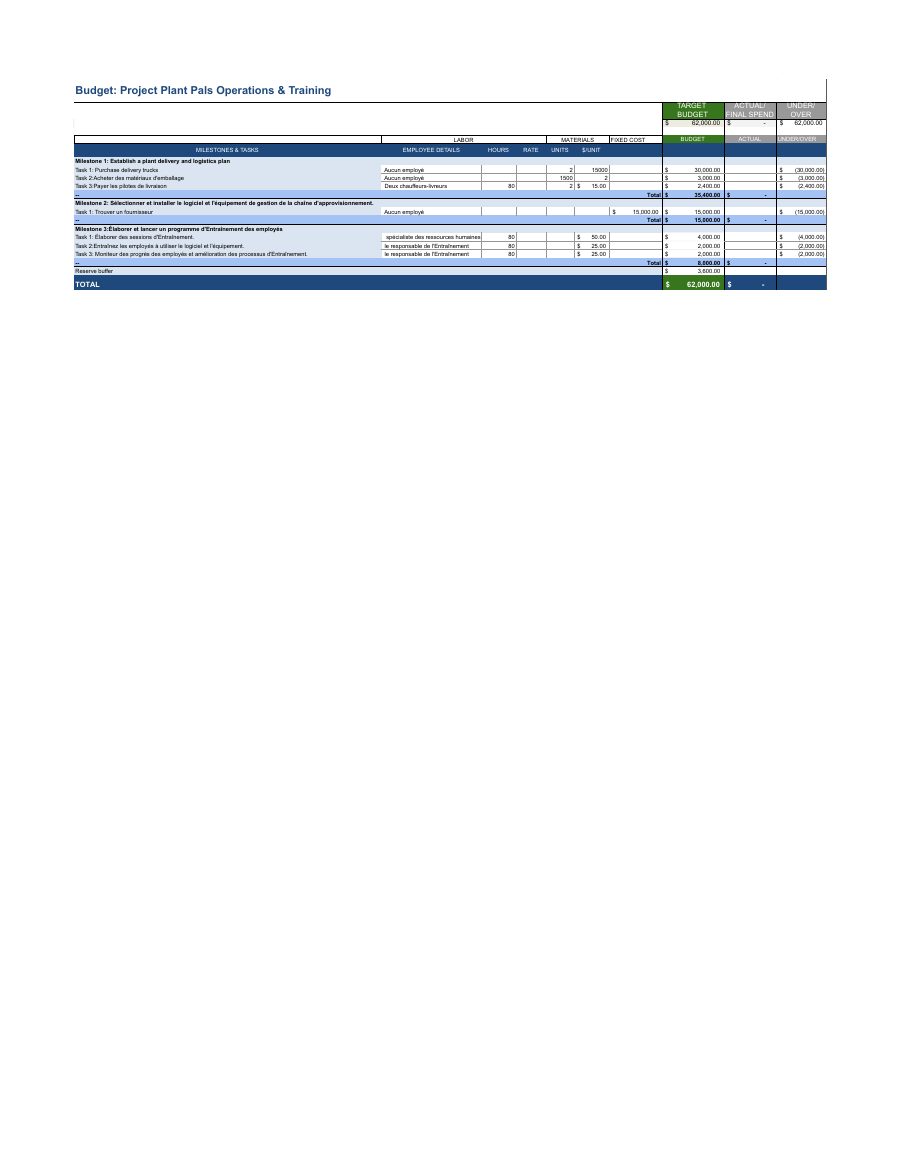 Budget: Project Plant Pals Operations & Training
TARGET BUDGET ACTUAL/ FINAL SPEND UNDER/ OVER
$ 62,000.00 $ - $ 62,000.00
LABOR MATERIALS FIXED COST BUDGET ACTUAL UNDER/OVER
MILESTONES & TASKS EMPLOYEE DETAILS HOURS RATE UNITS $/UNIT
Milestone 1: Establish a plant delivery and logistics plan
Task 1: Purchase delivery trucks Aucun employé 2 15000 $ 30,000.00 $ (30,000.00)
Task 2:Acheter des matériaux d'emballage Aucun employé 1500 2 $ 3,000.00 $ (3,000.00)
Task 3:Payer les pilotes de livraison Deux chauffeurs-livreurs 80 2 $ 15.00 $ 2,400.00 $ (2,400.00)
-- Total $ 35,400.00 $ -
Milestone 2: Sélectionner et installer le logiciel et l'équipement de gestion de la chaîne d'approvisionnement.
Task 1: Trouver un fournisseur Aucun employé $ 15,000.00 $ 15,000.00 $ (15,000.00)
-- Total $ 15,000.00 $ -
Milestone 3:Élaborer et lancer un programme d'Entraînement des employés
Task 1: Élaborer des sessions d'Entraînement. spécialiste des ressources humaines 80 $ 50.00 $ 4,000.00 $ (4,000.00)
Task 2:Entraînez les employés à utiliser le logiciel et l'équipement. le responsable de l'Entraînement 80 $ 25.00 $ 2,000.00 $ (2,000.00)
Task 3: Moniteur des progrès des employés et amélioration des processus d'Entraînement. le responsable de l'Entraînement 80 $ 25.00 $ 2,000.00 $ (2,000.00)
-- Total $ 8,000.00 $ -
Reserve buffer $ 3,600.00
TOTAL $ 62,000.00 $ -